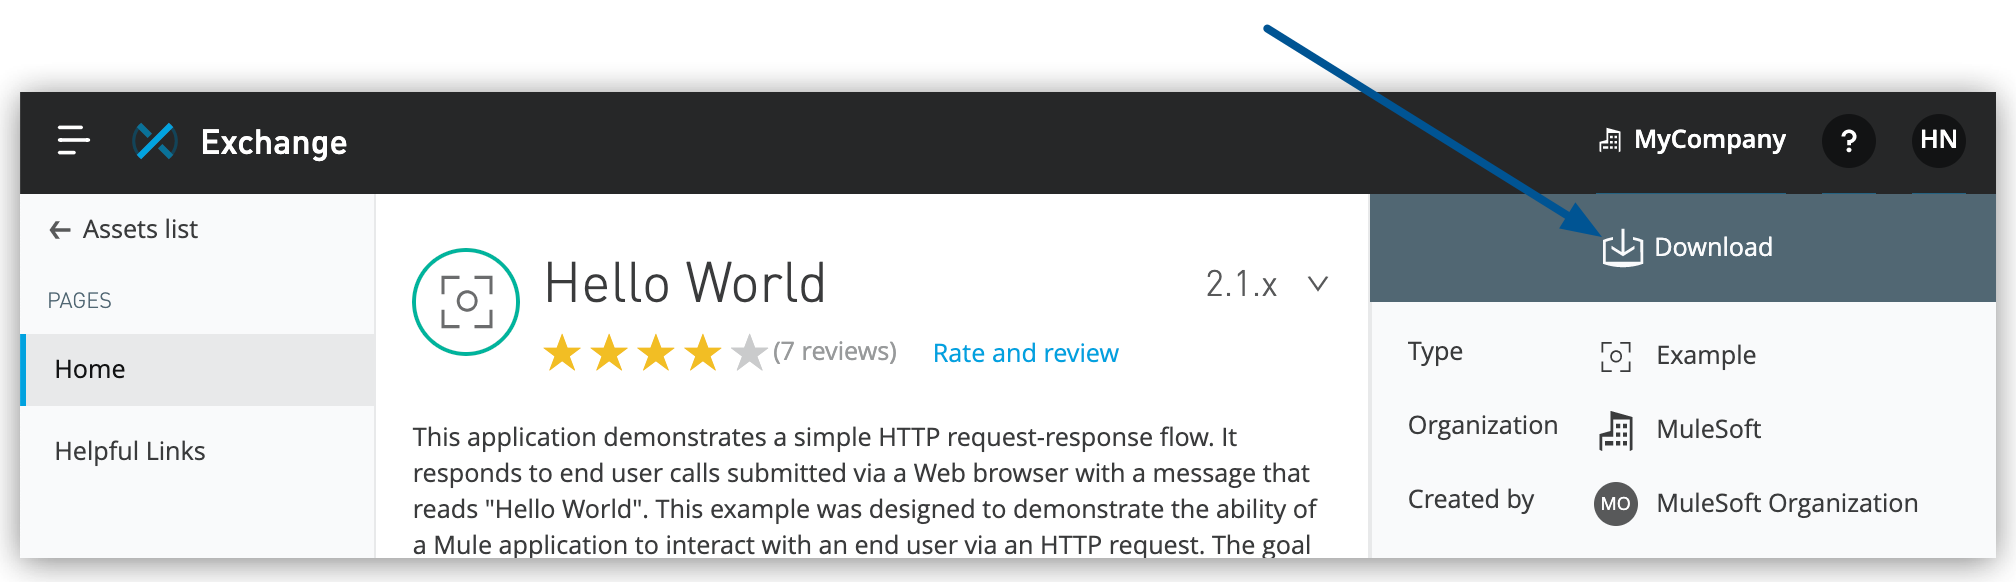 Exchange
MyCompany
?
HN
Assets list
PAGES
Home
Helpful Links
Hello World
2.1.x
(7 reviews)
Rate and review
This application demonstrates a simple HTTP request-response flow. It
responds to end user calls submitted via a Web browser with a message that
reads "Hello World". This example was designed to demonstrate the ability of
a Mule application to interact with an end user via an HTTP request. The goal
Download
Type
Example
Organization
MuleSoft
Created by
MO
MuleSoft Organization